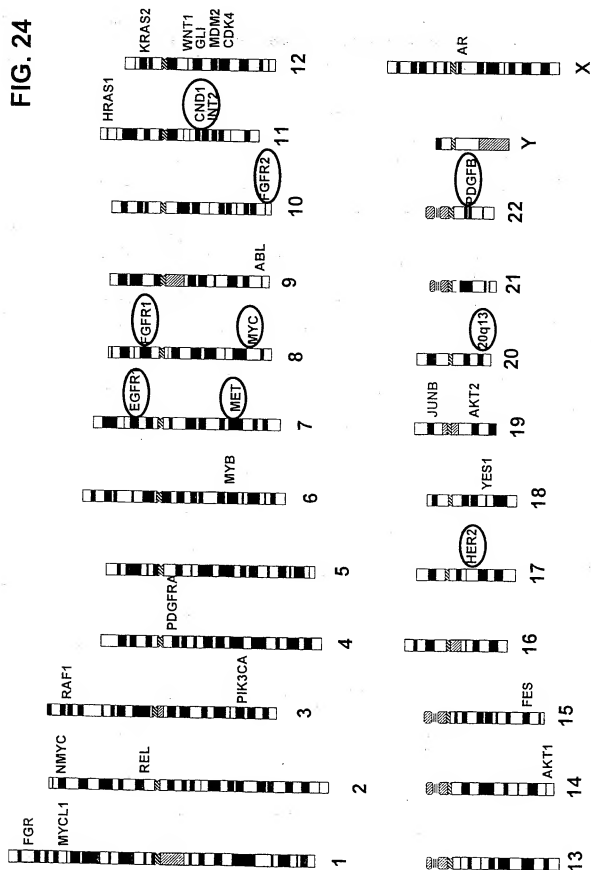 FIG. 24
FGR
MYCL1
1
NMYC
REL
2
RAF1
PIK3CA
3
PDGFRA
4
5
MYB
6
EGFR1
MET
7
FGFR1
MYC
8
ABL
9
FGFR2
10
HRAS1
CND1
INT2
11
KRAS2
WNT1
GLI
MDM2
CDK4
12
13
AKT1
14
FES
15
16
HER2
17
YES1
18
JUNB
AKT2
19
20q13
20
21
PDGFB
22
Y
AR
X